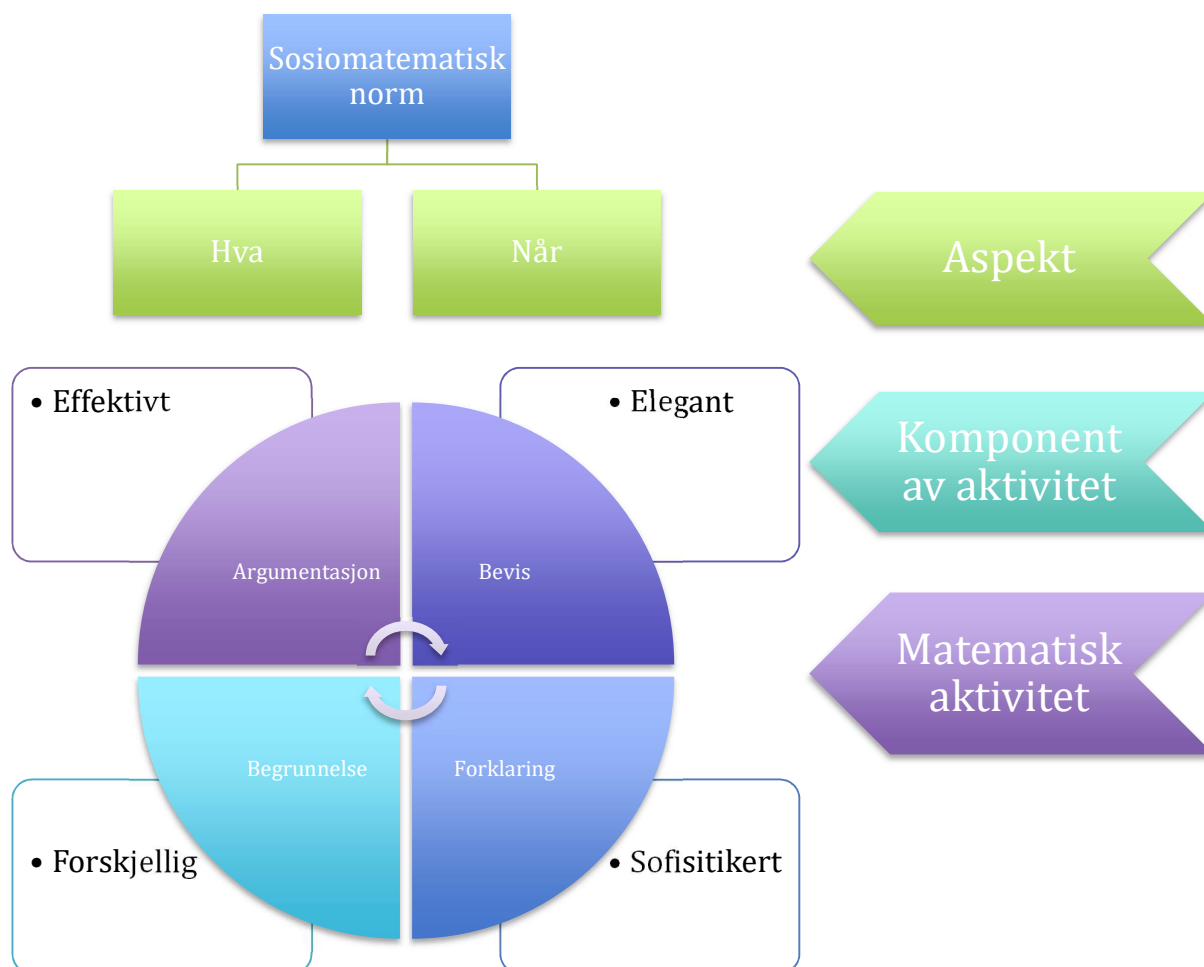 Sosiomatematisk
norm
Hva
Når
Aspekt
• Effektivt
• Elegant
Komponent
av aktivitet
Argumentasjon
Bevis
Matematisk
aktivitet
Begrunnelse
Forklaring
• Forskjellig
• Sofisitikert